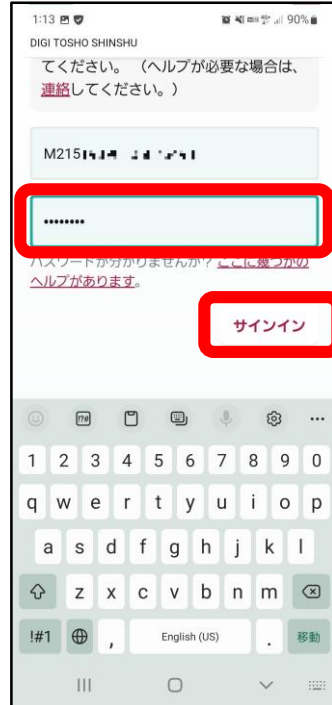 1:13 90%
DIGI TOSHO SHINSHU
てください。（ヘルプが必要な場合は、
連絡してください。）
M215
••••••••
パスワードが分かりませんか？ここに幾つかの
ヘルプがあります。
サインイン
!?#
1 2 3 4 5 6 7 8 9 0
q w e r t y u i o p
a s d f g h j k l
z x c v b n m
!#1 , English (US) . 移動